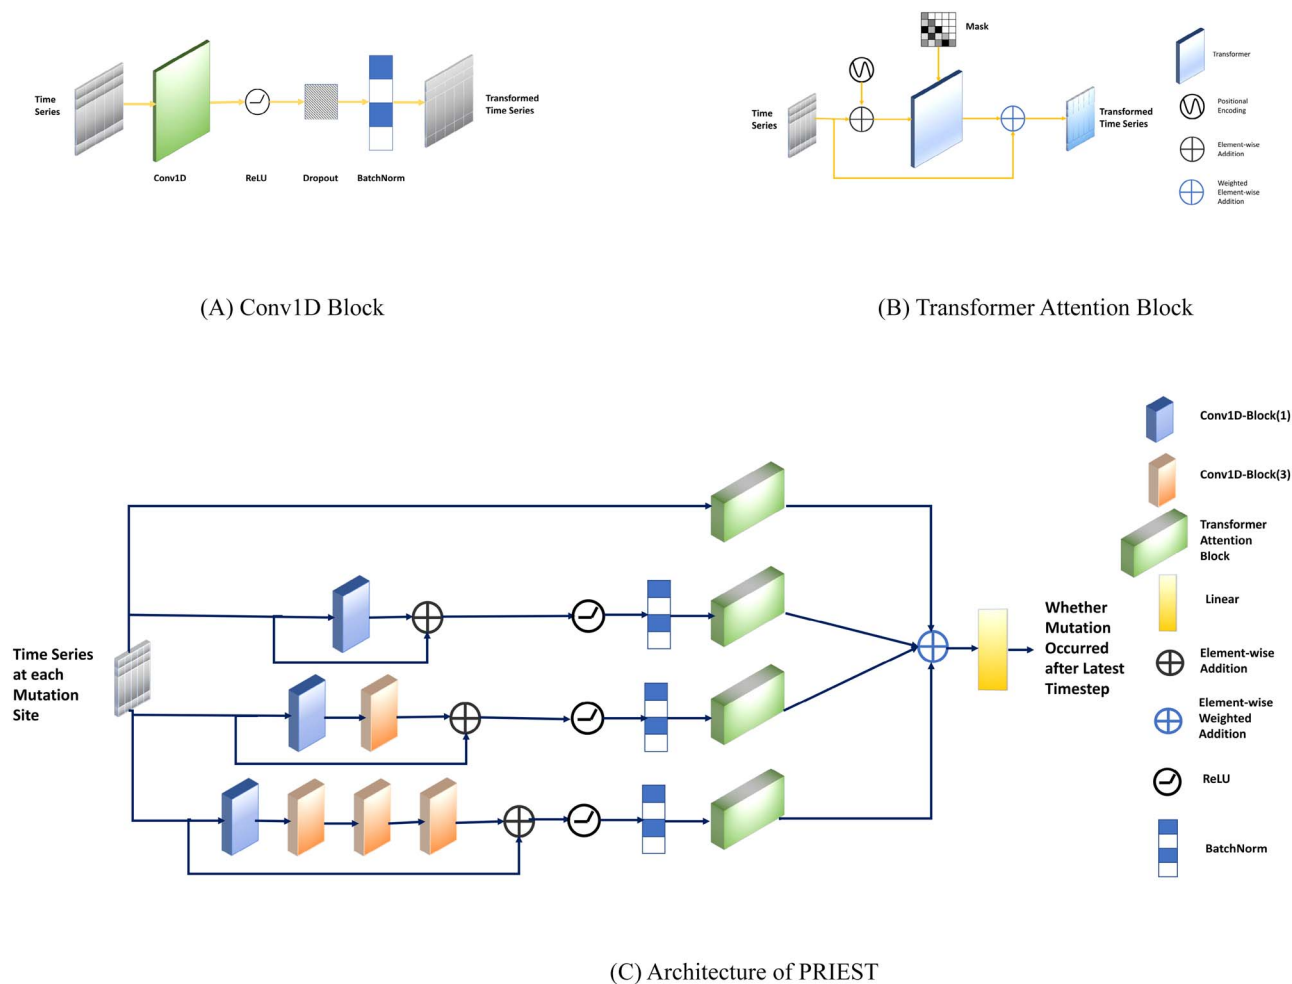 Time
Series
Conv1D
ReLU
Dropout
BatchNorm
Transformed
Time Series
(A) Conv1D Block
Mask
Time
Series
Transformed
Time Series
Transformer
Positional
Encoding
Element-wise
Addition
Weighted
Element-wise
Addition
(B) Transformer Attention Block
Time Series
at each
Mutation
Site
Whether
Mutation
Occurred
after Latest
Timestep
Conv1D-Block(1)
Conv1D-Block(3)
Transformer
Attention
Block
Linear
Element-wise
Addition
Element-wise
Weighted
Addition
ReLU
BatchNorm
(C) Architecture of PRIEST